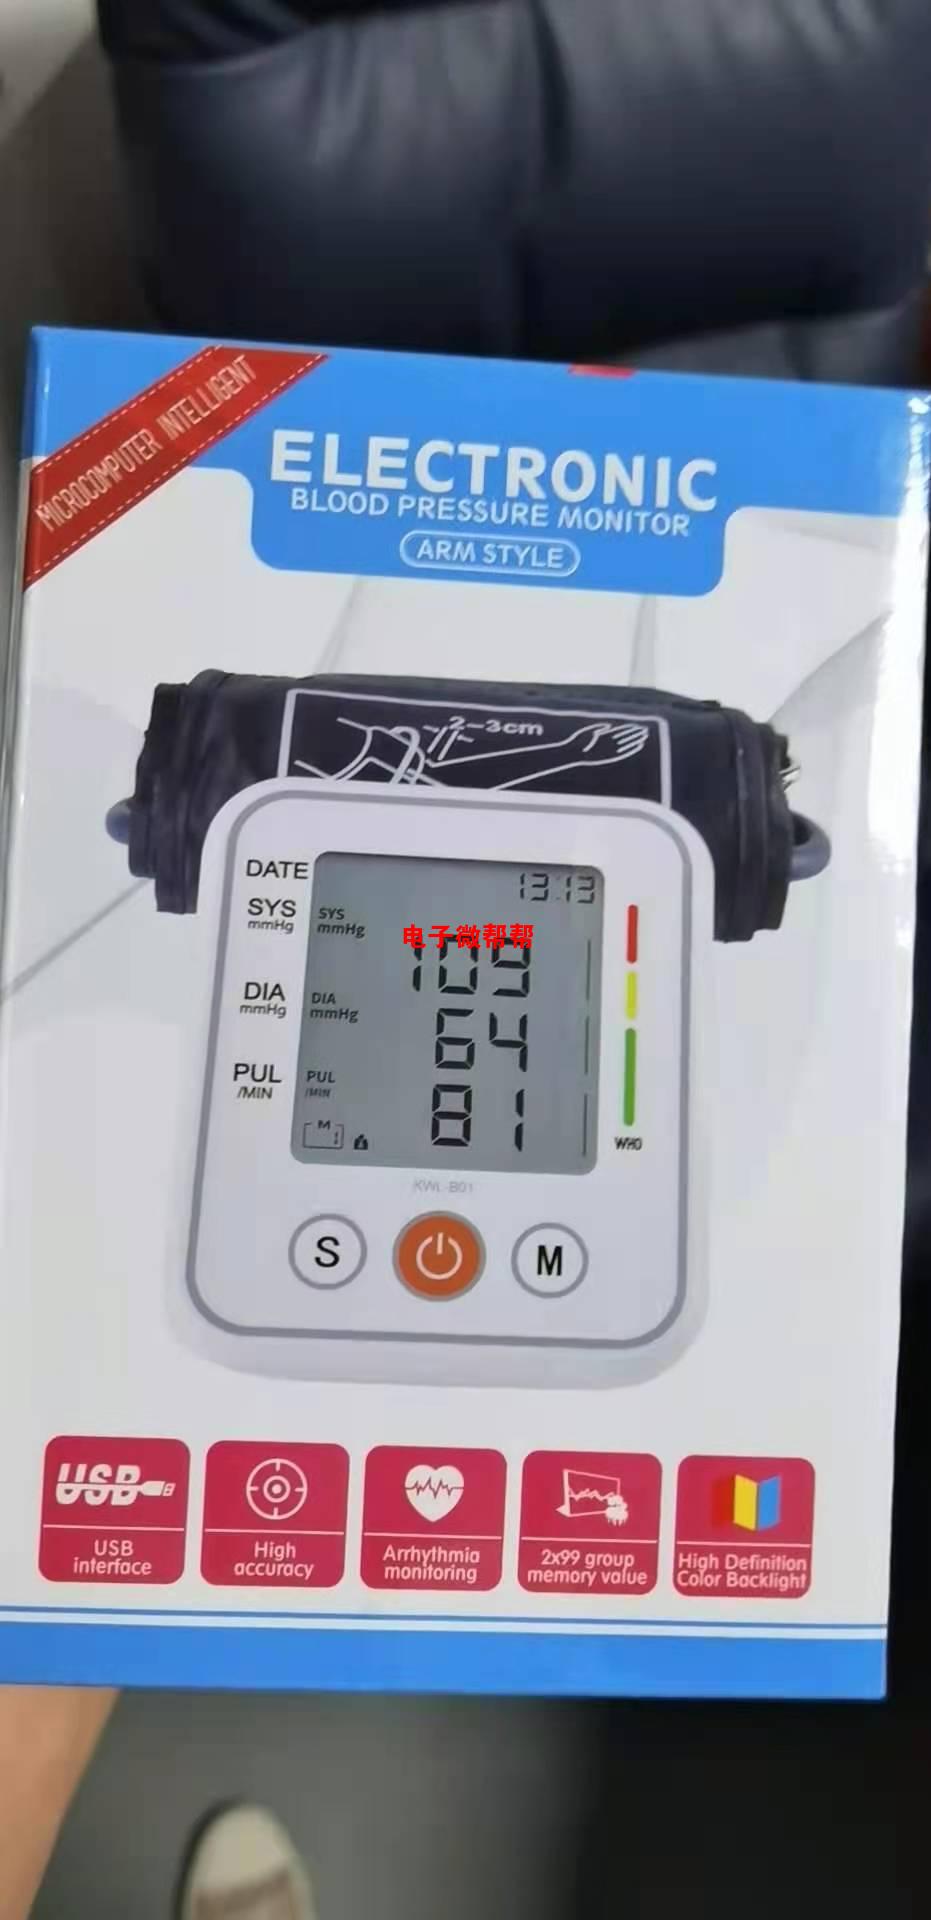 MICROCOMPUTER INTELLIGENT
ELECTRONIC
BLOOD PRESSURE MONITOR
ARM STYLE
2-3cm
DATE
13:13
SYS
mmHg
SYS
mmHg
电子微帮帮
109
DIA
mmHg
DIA
mmHg
64
PUL
/MIN
PUL
/MIN
81
M
1
WHO
KWL-B01
S
M
USB
USB
interface
High
accuracy
Arrhythmia
monitoring
2x99 group
memory value
High Definition
Color Backlight